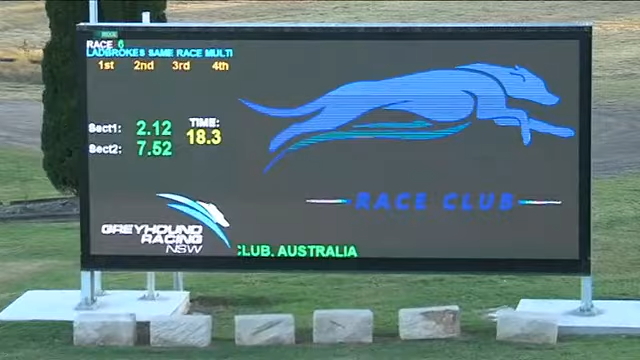 RACE 6
LADBROKES SAME RACE MULTI
1st 2nd 3rd 4th
Sect1: 2.12
Sect2: 7.52
TIME:
18.3
RACE CLUB
GREYHOUND
RACING
NSW
CLUB, AUSTRALIA